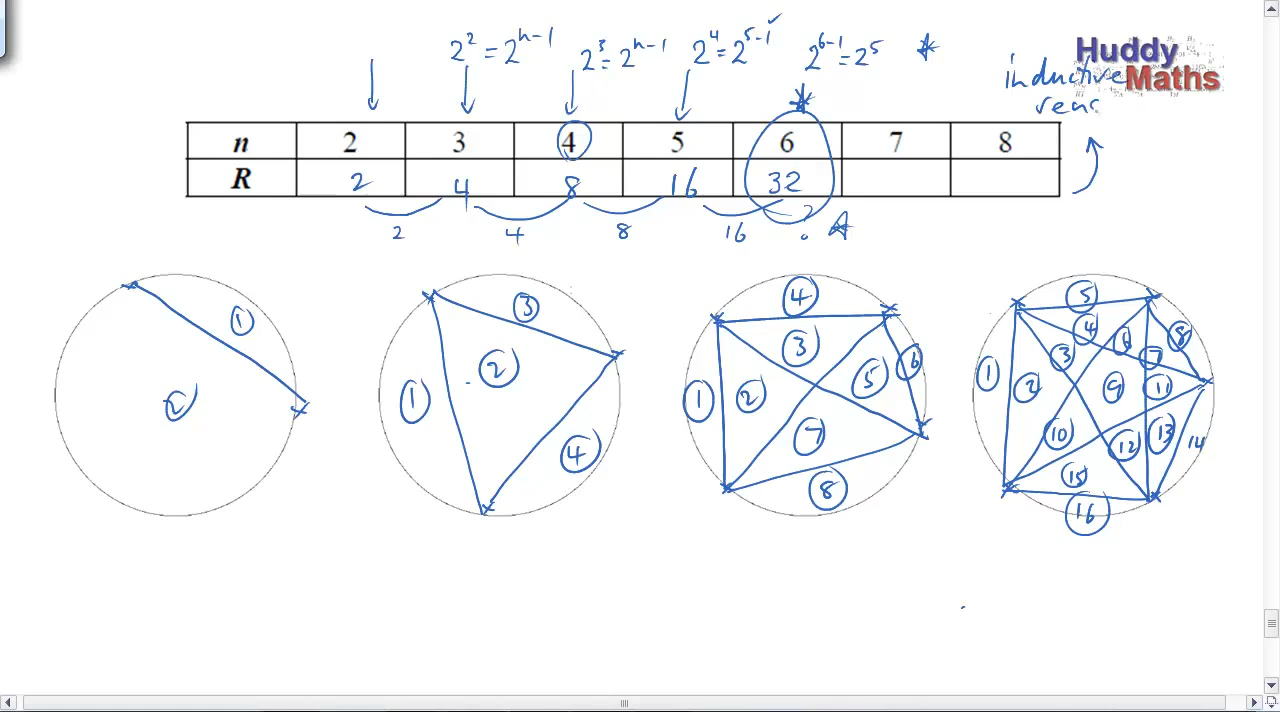 2² = 2ⁿ⁻¹ 2³ = 2ⁿ⁻¹ 2⁴ = 2⁵⁻¹ ✓ 2⁶⁻¹ = 2⁵ ★
Huddy
Maths
inductive
reas
n 2 3 4 5 6 7 8
R 2 4 8 16 32
2 4 8 16 ?
① ②
① ② ③ ④
① ② ③ ④ ⑤ ⑥ ⑦ ⑧
① ② ③ ④ ⑤ ⑥ ⑦ ⑧ ⑨ ⑩ ⑪ ⑫ ⑬ 14 ⑮ ⑯